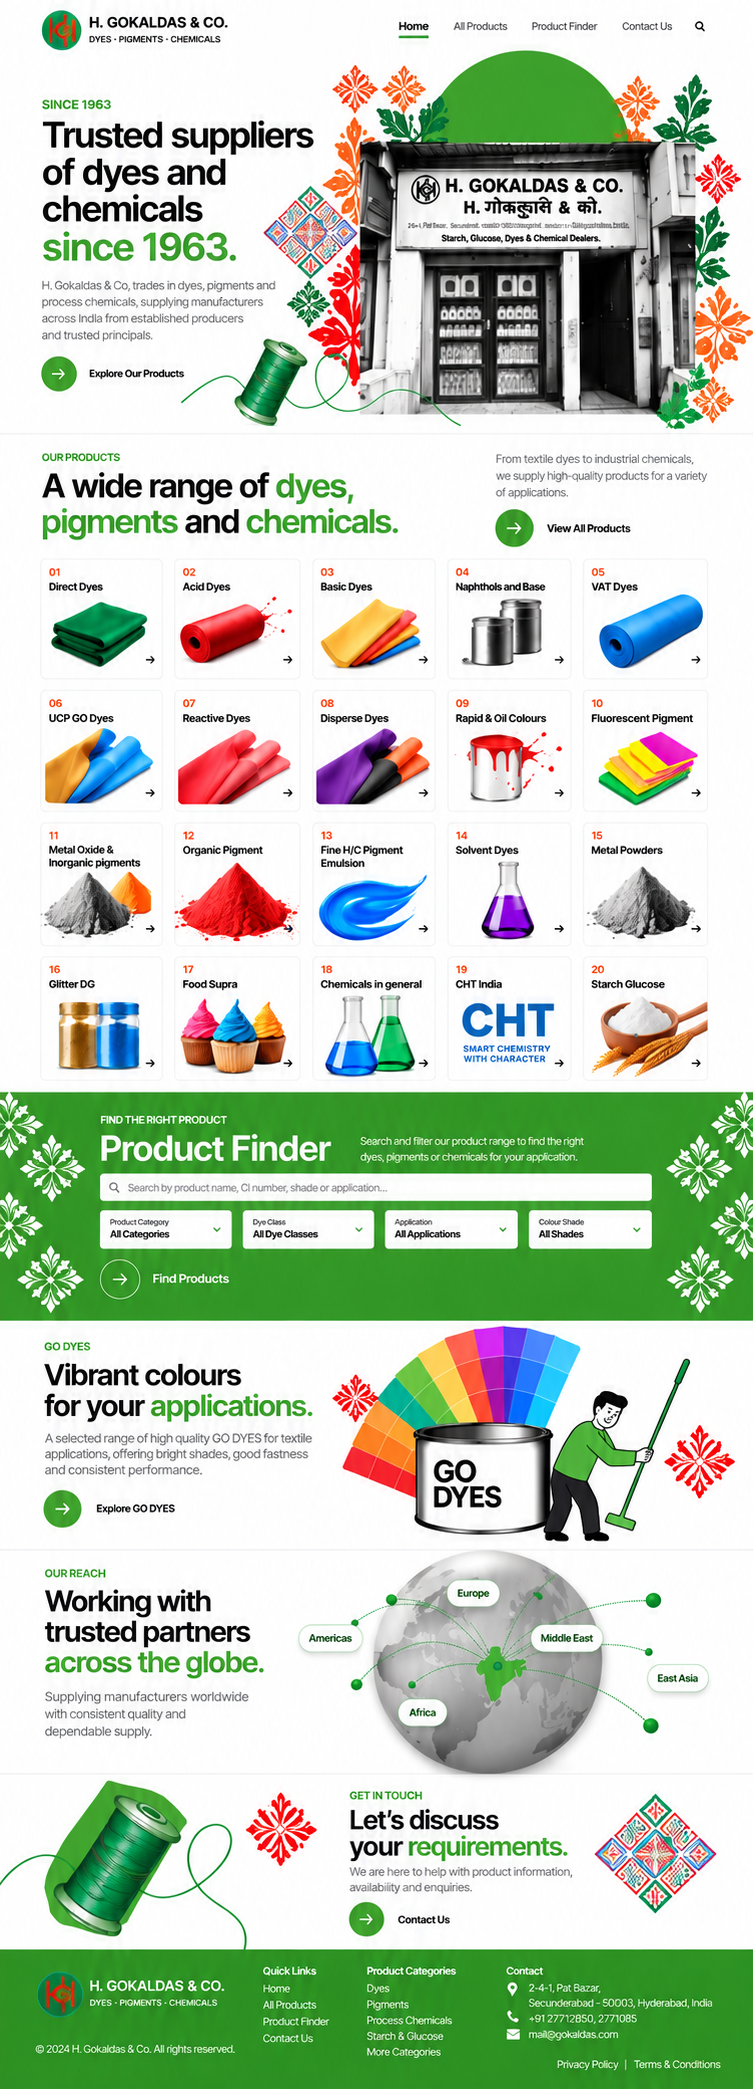 H. GOKALDAS & CO.
DYES • PIGMENTS • CHEMICALS
Home
All Products
Product Finder
Contact Us
SINCE 1963
Trusted suppliers
of dyes and
chemicals
since 1963.
H. Gokaldas & Co, trades in dyes, pigments and
process chemicals, supplying manufacturers
across India from established producers
and trusted principals.
Explore Our Products
H. GOKALDAS & CO.
& को.
Starch, Glucose, Dyes & Chemical Dealers.
OUR PRODUCTS
A wide range of dyes,
pigments and chemicals.
From textile dyes to industrial chemicals,
we supply high-quality products for a variety
of applications.
View All Products
01
Direct Dyes
02
Acid Dyes
03
Basic Dyes
04
Naphthols and Base
05
VAT Dyes
06
UCP GO Dyes
07
Reactive Dyes
08
Disperse Dyes
09
Rapid & Oil Colours
10
Fluorescent Pigment
11
Metal Oxide &
Inorganic pigments
12
Organic Pigment
13
Fine H/C Pigment
Emulsion
14
Solvent Dyes
15
Metal Powders
16
Glitter DG
17
Food Supra
18
Chemicals in general
19
CHT India
CHT
SMART CHEMISTRY
WITH CHARACTER
20
Starch Glucose
FIND THE RIGHT PRODUCT
Product Finder
Search and filter our product range to find the right
dyes, pigments or chemicals for your application.
Search by product name, CI number, shade or application...
Product Category
All Categories
Dye Class
All Dye Classes
Application
All Applications
Colour Shade
All Shades
Find Products
GO DYES
Vibrant colours
for your applications.
A selected range of high quality GO DYES for textile
applications, offering bright shades, good fastness
and consistent performance.
Explore GO DYES
GO
DYES
OUR REACH
Working with
trusted partners
across the globe.
Supplying manufacturers worldwide
with consistent quality and
dependable supply.
Europe
Americas
Middle East
East Asia
Africa
GET IN TOUCH
Let's discuss
your requirements.
We are here to help with product information,
availability and enquiries.
Contact Us
H. GOKALDAS & CO.
DYES • PIGMENTS • CHEMICALS
© 2024 H. Gokaldas & Co. All rights reserved.
Quick Links
Home
All Products
Product Finder
Contact Us
Product Categories
Dyes
Pigments
Process Chemicals
Starch & Glucose
More Categories
Contact
2-4-1, Pat Bazar,
Secunderabad - 50003, Hyderabad, India
+91 27712850, 2771085
mail@gokaldas.com
Privacy Policy | Terms & Conditions